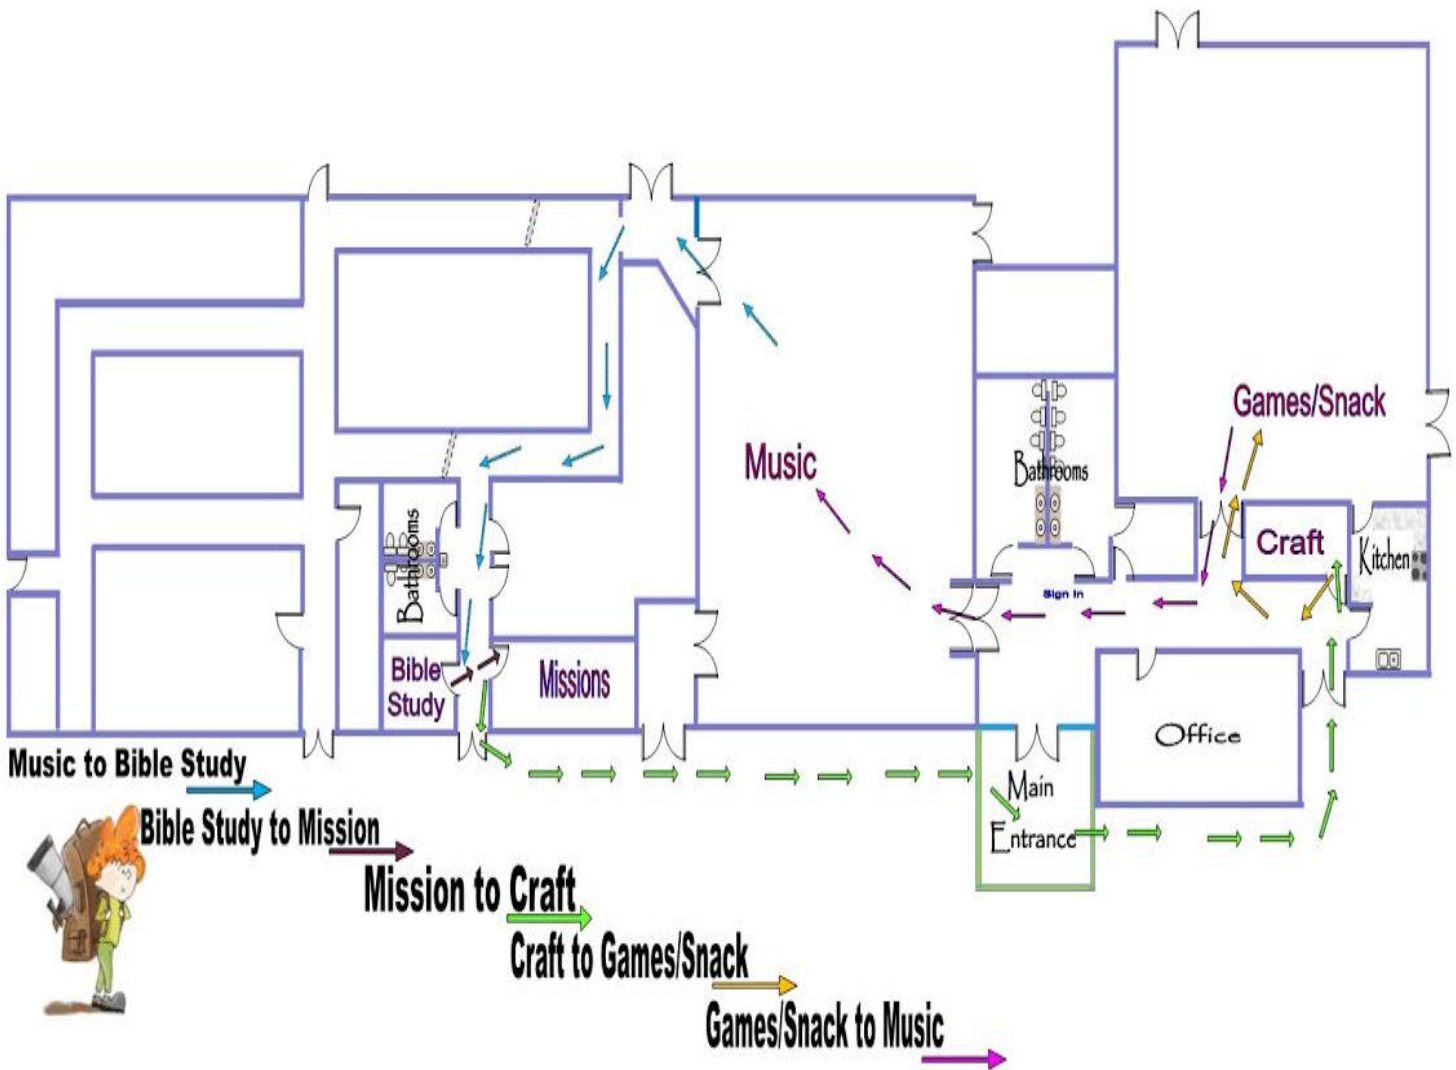 Games/Snack
Music
Bathrooms
Craft
Kitchen
Bathrooms
Sign In
Bible
Study
Missions
Office
Main
Entrance
Music to Bible Study
Bible Study to Mission
Mission to Craft
Craft to Games/Snack
Games/Snack to Music